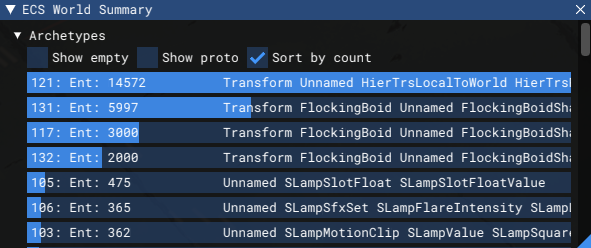 ECS World Summary
Archetypes
Show empty Show proto Sort by count
121: Ent: 14572 Transform Unnamed HierTrsLocalToWorld
131: Ent: 5997 Transform FlockingBoid Unnamed
117: Ent: 3000 Transform FlockingBoid Unnamed
132: Ent: 2000 Transform FlockingBoid Unnamed
105: Ent: 475 Unnamed SLampSlotFloat SLampSlotFloatValue
106: Ent: 365 Unnamed SLampSfxSet SLampFlareIntensity
103: Ent: 362 Unnamed SLampMotionClip SLampValue